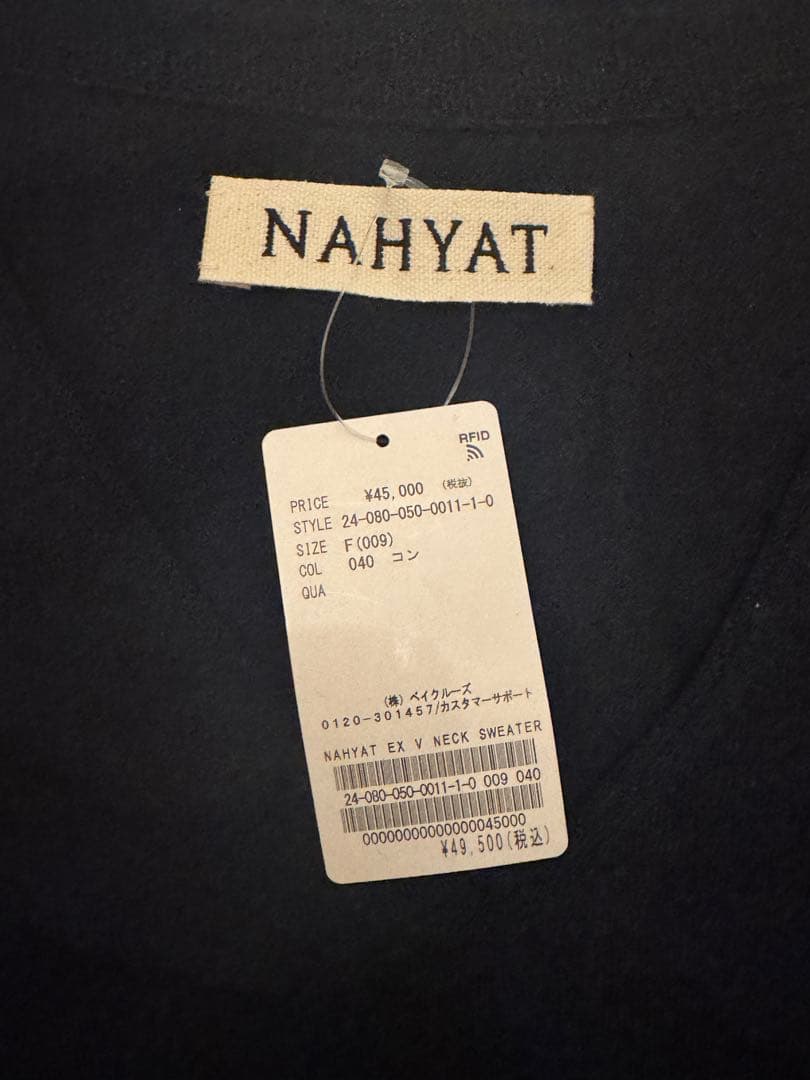 NAHYAT
RFID
PRICE ¥45,000 (税抜)
STYLE 24-080-050-0011-1-0
SIZE F(009)
COL 040 コン
QUA
(株) ベイクルーズ
0120-301457/カスタマーサポート
NAHYAT EX V NECK SWEATER
24-080-050-0011-1-0 009 040
00000000000000045000
¥49,500(税込)